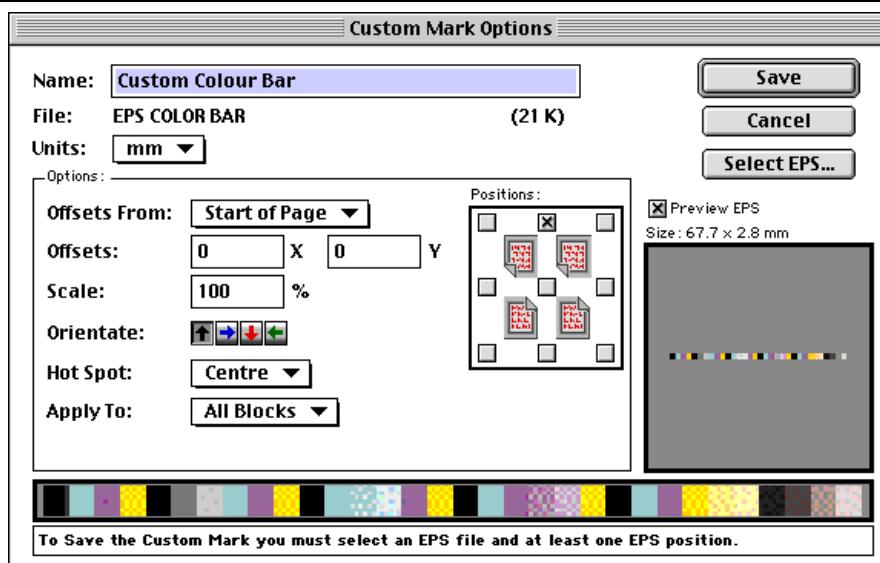 Custom Mark Options
Name: Custom Colour Bar
Save
File: EPS COLOR BAR (21 K)
Cancel
Units: mm
Select EPS...
Options:
Offsets From: Start of Page
Positions:
Preview EPS
Size: 67.7 x 2.8 mm
Offsets: 0 X 0 Y
Scale: 100 %
Orientate:
Hot Spot: Centre
Apply To: All Blocks
To Save the Custom Mark you must select an EPS file and at least one EPS position.